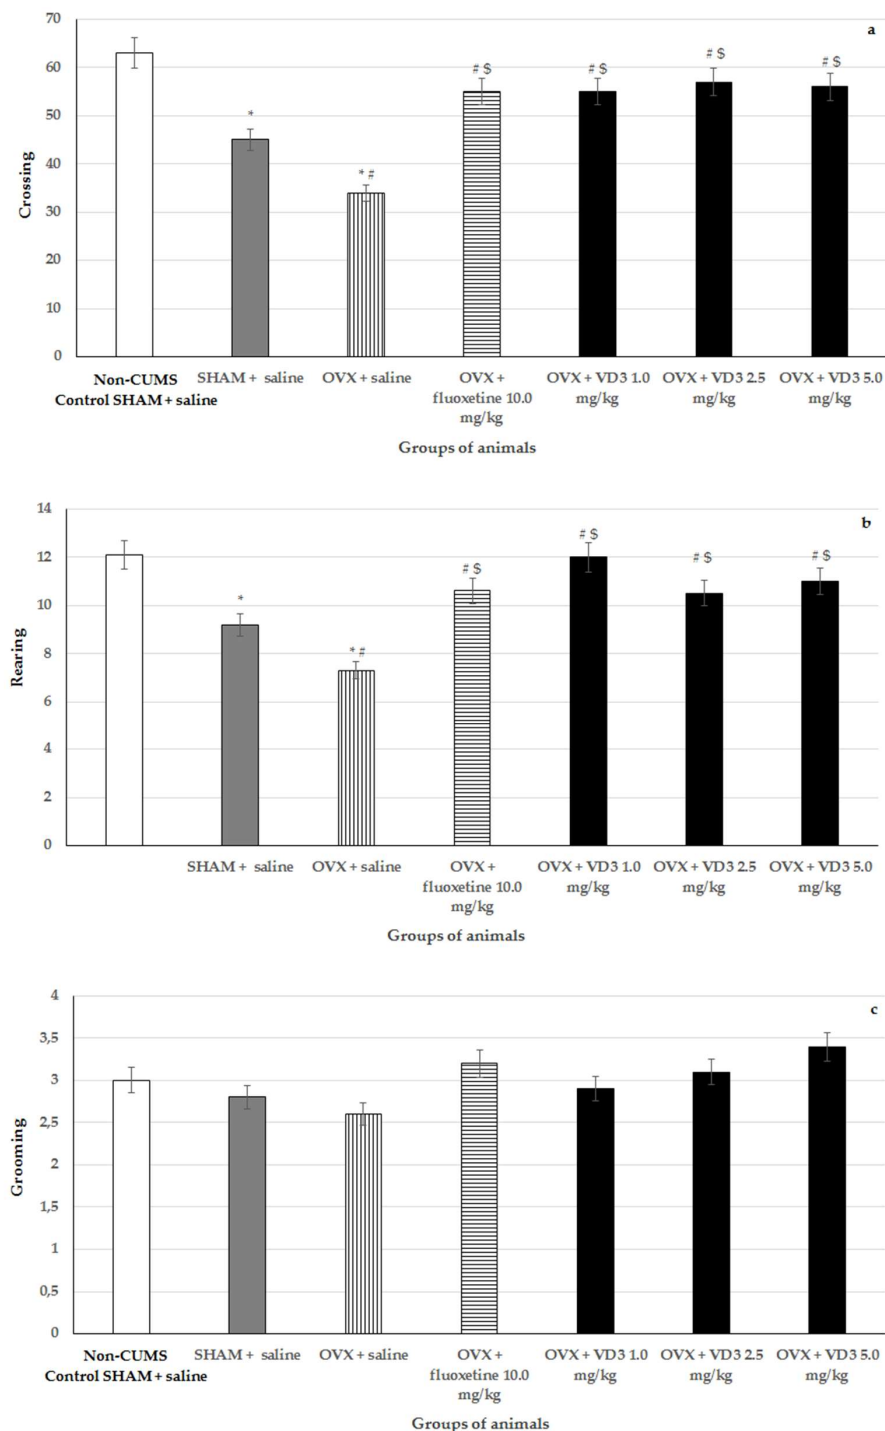 a
70
60
50
40
30
20
10
0
Crossing
*
* #
# $
# $
# $
# $
Non-CUMS
Control SHAM + saline
SHAM + saline
OVX + saline
OVX +
fluoxetine 10.0
mg/kg
OVX + VD3 1.0
mg/kg
OVX + VD3 2.5
mg/kg
OVX + VD3 5.0
mg/kg
Groups of animals
b
14
12
10
8
6
4
2
0
Rearing
*
* #
# $
# $
# $
# $
SHAM + saline
OVX + saline
OVX +
fluoxetine 10.0
mg/kg
OVX + VD3 1.0
mg/kg
OVX + VD3 2.5
mg/kg
OVX + VD3 5.0
mg/kg
Groups of animals
c
4
3,5
3
2,5
2
1,5
1
0,5
0
Grooming
Non-CUMS
Control SHAM + saline
SHAM + saline
OVX + saline
OVX +
fluoxetine 10.0
mg/kg
OVX + VD3 1.0
mg/kg
OVX + VD3 2.5
mg/kg
OVX + VD3 5.0
mg/kg
Groups of animals